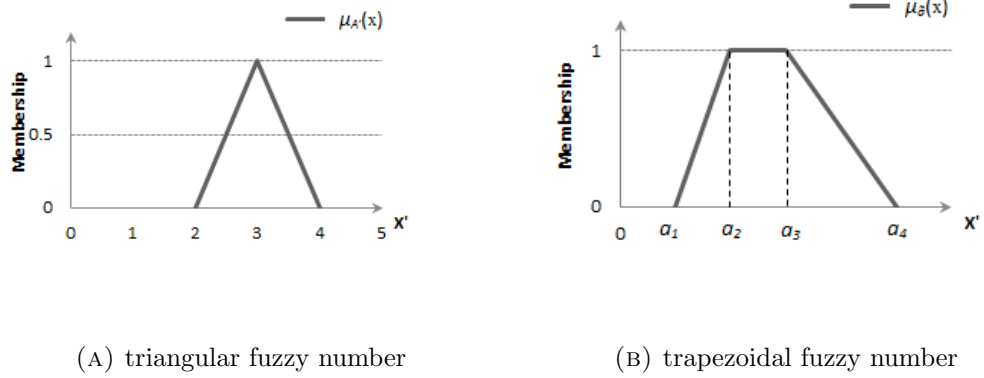 μA'(x)
Membership
1
0.5
0
0 1 2 3 4 5 X'
(A) triangular fuzzy number
μB̃(x)
Membership
1
0
0 a1 a2 a3 a4 X'
(B) trapezoidal fuzzy number